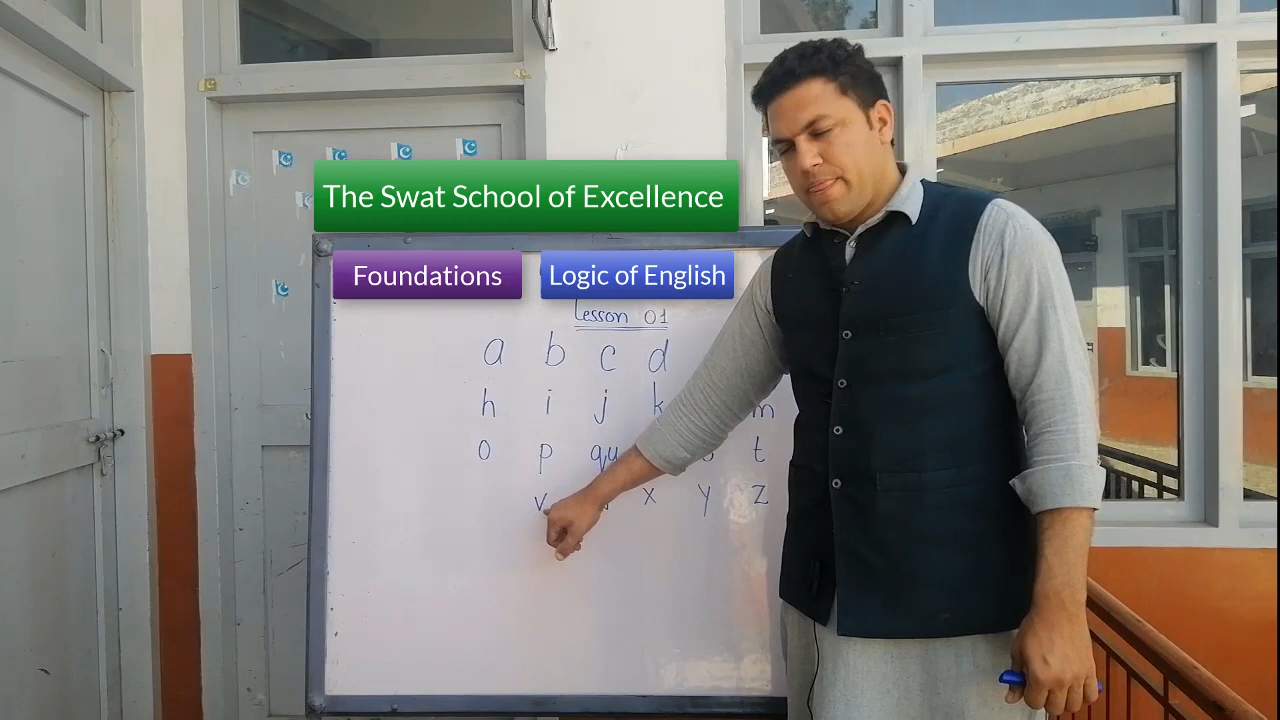 The Swat School of Excellence
Foundations
Logic of English
Lesson 01
a b c d
h i j k m
o p qu s t
v x y z